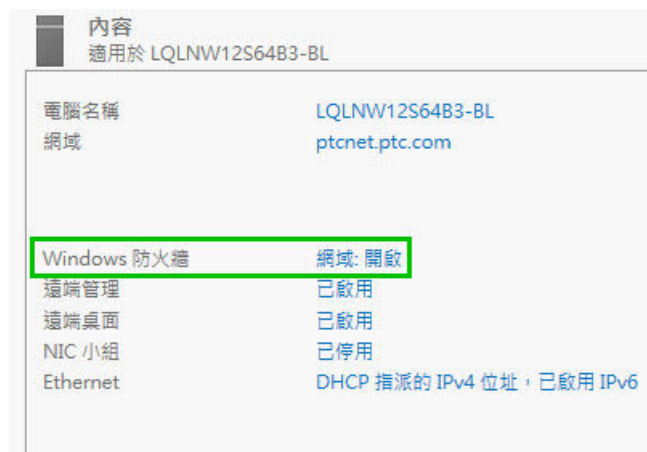 內容
適用於 LQLNW12S64B3-BL
電腦名稱 LQLNW12S64B3-BL
網域 ptcnet.ptc.com
Windows 防火牆 網域: 開啟
遠端管理 已啟用
遠端桌面 已啟用
NIC 小組 已停用
Ethernet DHCP 指派的 IPv4 位址，已啟用 IPv6